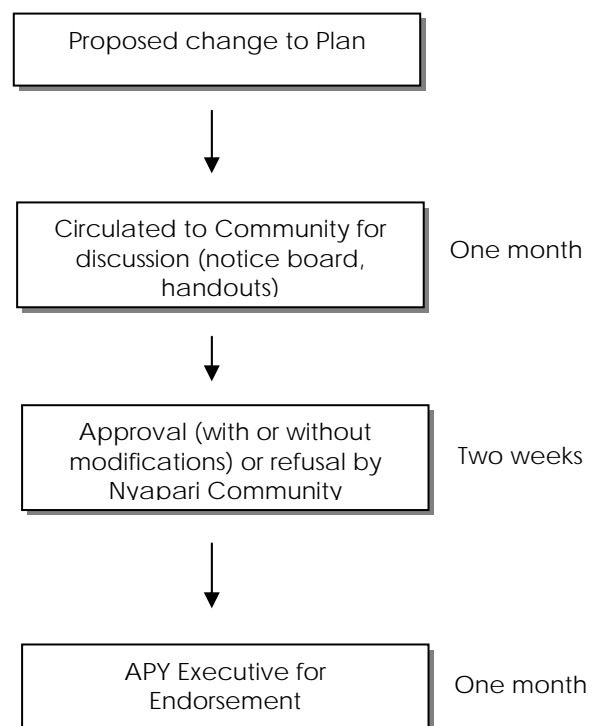 Proposed change to Plan
Circulated to Community for
discussion (notice board,
handouts)
One month
Approval (with or without
modifications) or refusal by
Nyapari Community
Two weeks
APY Executive for
Endorsement
One month